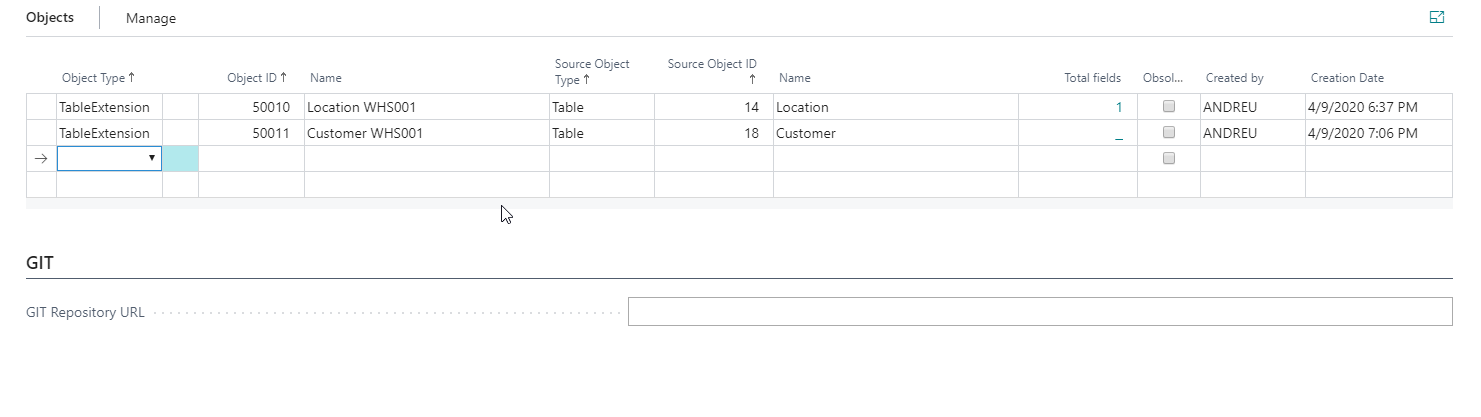 Objects Manage
Object Type ↑ Object ID ↑ Name Source Object Type ↑ Source Object ID ↑ Name Total fields Obsol... Created by Creation Date
TableExtension 50010 Location WHS001 Table 14 Location 1 ANDREU 4/9/2020 6:37 PM
TableExtension 50011 Customer WHS001 Table 18 Customer _ ANDREU 4/9/2020 7:06 PM
GIT
GIT Repository URL